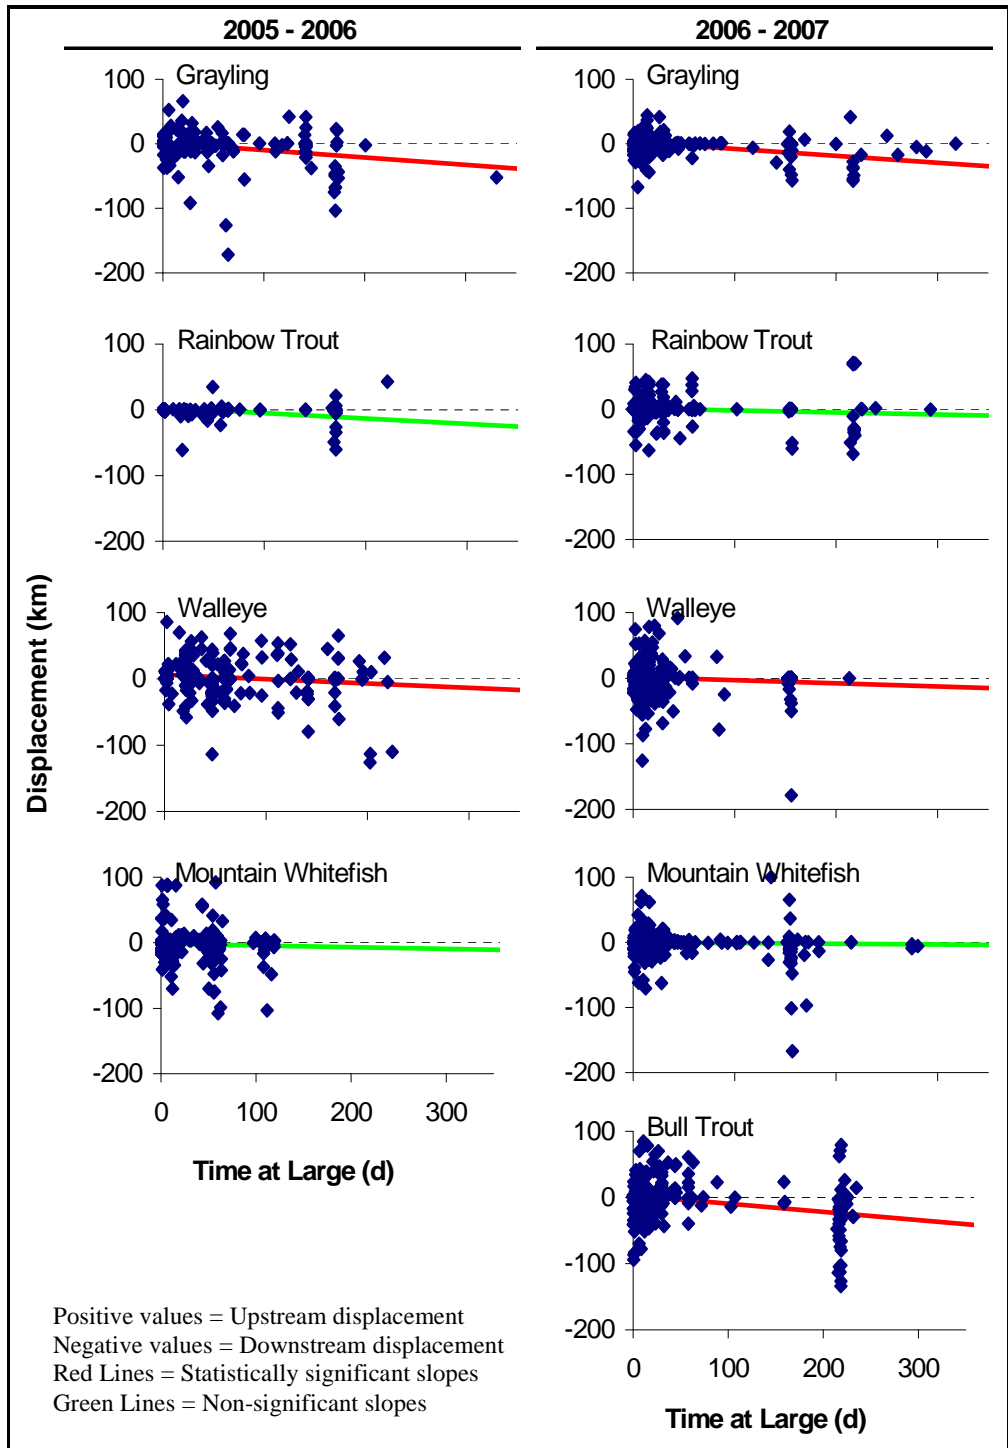 2005 - 2006
2006 - 2007
Displacement (km)
Grayling
100
0
-100
-200
Grayling
100
0
-100
-200
Rainbow Trout
100
0
-100
-200
Rainbow Trout
100
0
-100
-200
Walleye
100
0
-100
-200
Walleye
100
0
-100
-200
Mountain Whitefish
100
0
-100
-200
0 100 200 300
Time at Large (d)
Mountain Whitefish
100
0
-100
-200
Bull Trout
100
0
-100
-200
0 100 200 300
Time at Large (d)
Positive values = Upstream displacement
Negative values = Downstream displacement
Red Lines = Statistically significant slopes
Green Lines = Non-significant slopes